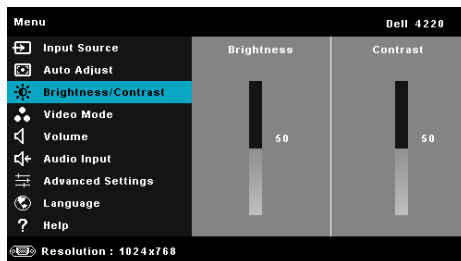 Menu Dell 4220
Input Source
Brightness Contrast
Auto Adjust
Brightness/Contrast
Video Mode
Volume
50 50
Audio Input
Advanced Settings
Language
? Help
Resolution : 1024x768